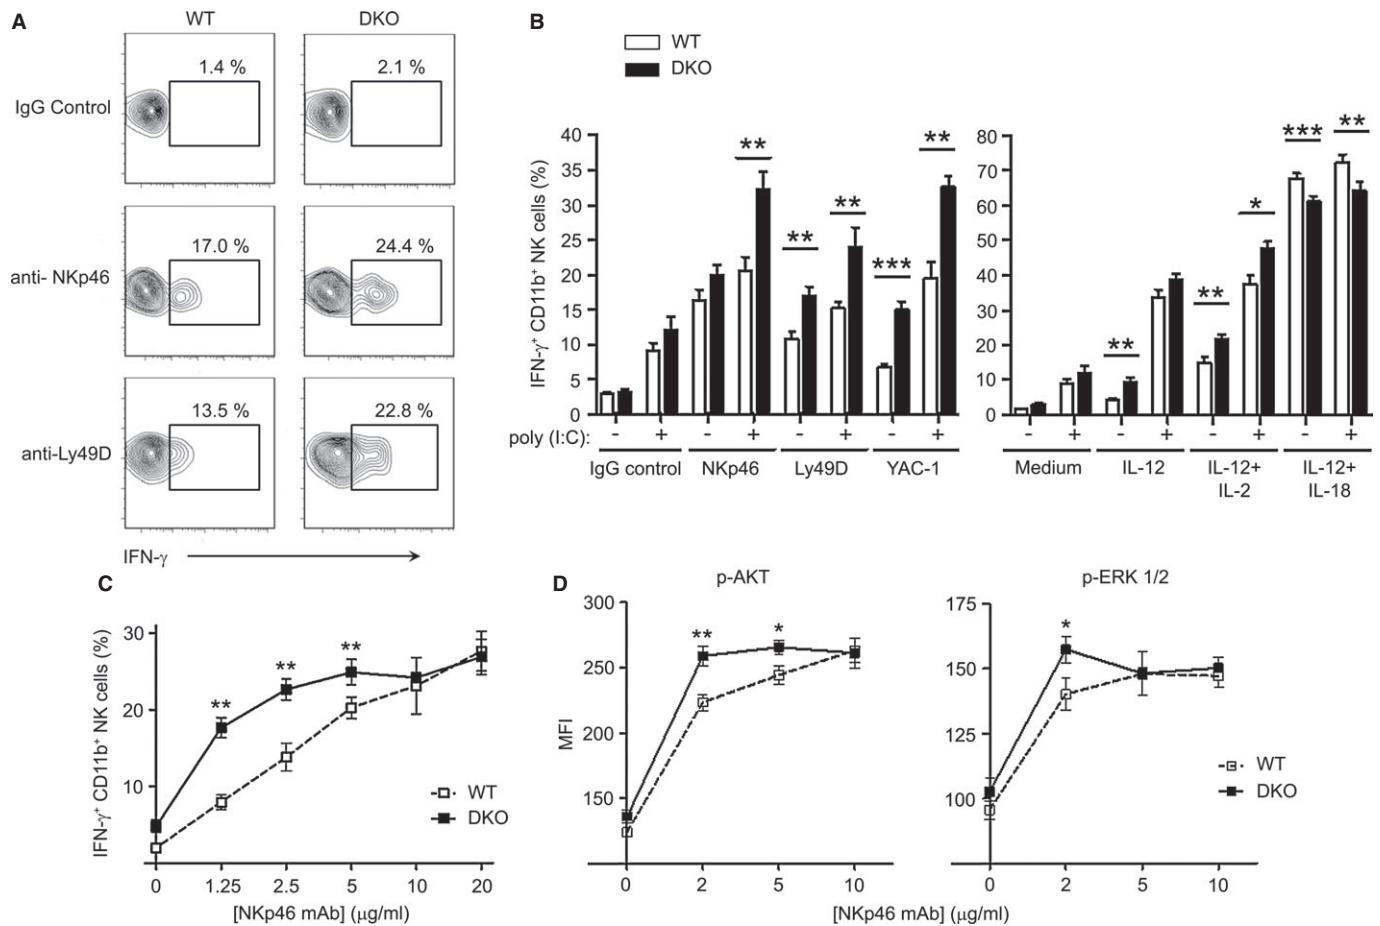 A
WT
DKO
IgG Control
1.4 %
2.1 %
anti- NKp46
17.0 %
24.4 %
anti-Ly49D
13.5 %
22.8 %
IFN-γ
B
WT
DKO
IFN-γ⁺ CD11b⁺ NK cells (%)
40
35
30
25
20
15
10
5
0
** ** ** *** **
poly (I:C): - + - + - + - +
IgG control NKp46 Ly49D YAC-1
80
70
60
50
40
30
20
10
0
** ** * *** **
- + - + - + - +
Medium IL-12 IL-12+ IL-12+
IL-2 IL-18
C
IFN-γ⁺ CD11b⁺ NK cells (%)
30
20
10
** ** **
WT
DKO
0 1.25 2.5 5 10 20
[NKp46 mAb] (μg/ml)
D
p-AKT
MFI
300
250
200
150
** *
0 2 5 10
p-ERK 1/2
175
150
125
100
*
WT
DKO
0 2 5 10
[NKp46 mAb] (μg/ml)